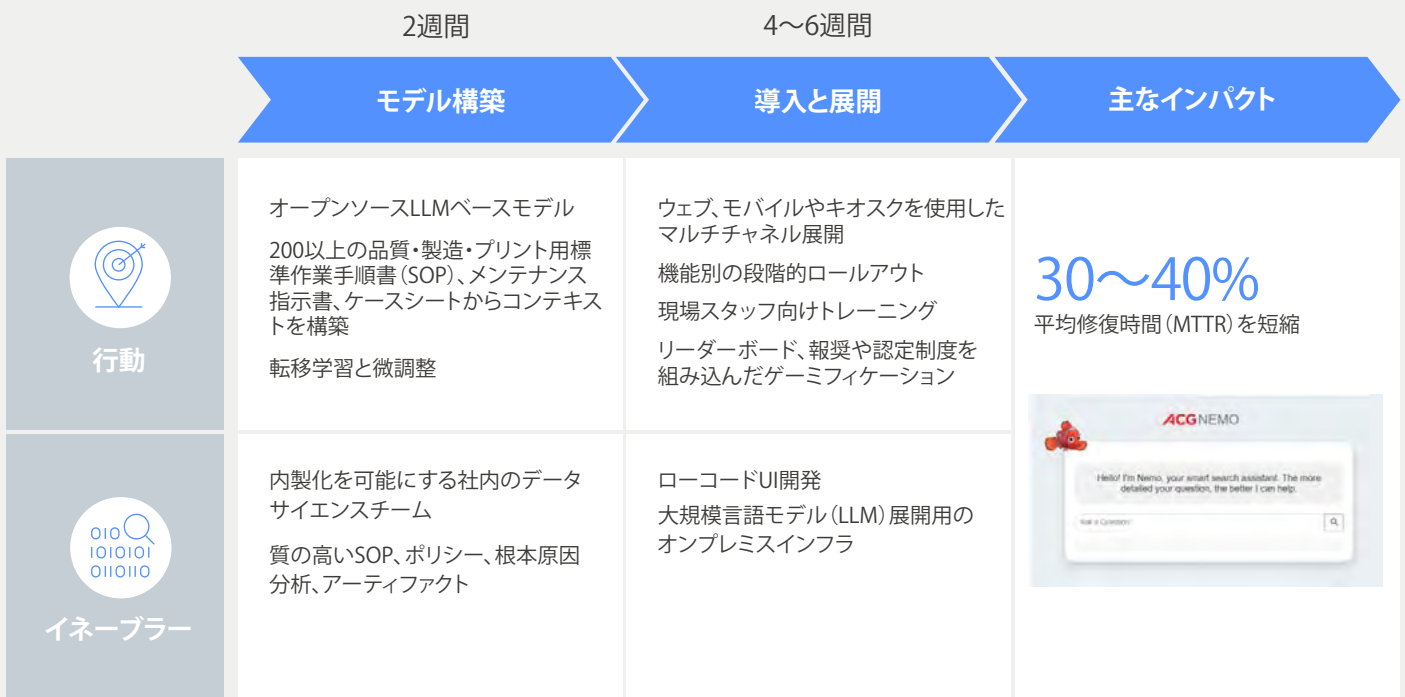 2週間
4～6週間
モデル構築
導入と展開
主なインパクト
行動
オープンソースLLMベースモデル
200以上の品質・製造・プリント用標
準作業手順書（SOP）、メンテナンス
指示書、ケースシートからコンテキス
トを構築
転移学習と微調整
ウェブ、モバイルやキオスクを使用した
マルチチャネル展開
機能別の段階的ロールアウト
現場スタッフ向けトレーニング
リーダーボード、報奨や認定制度を
組み込んだゲーミフィケーション
30～40%
平均修復時間（MTTR）を短縮
ACG NEMO
Hello! I'm Nemo, your smart search assistant. The more
detailed your question, the better I can help.
Ask a Question
イネーブラー
010
1010101
0110110
内製化を可能にする社内のデータ
サイエンスチーム
質の高いSOP、ポリシー、根本原因
分析、アーティファクト
ローコードUI開発
大規模言語モデル（LLM）展開用の
オンプレミスインフラ